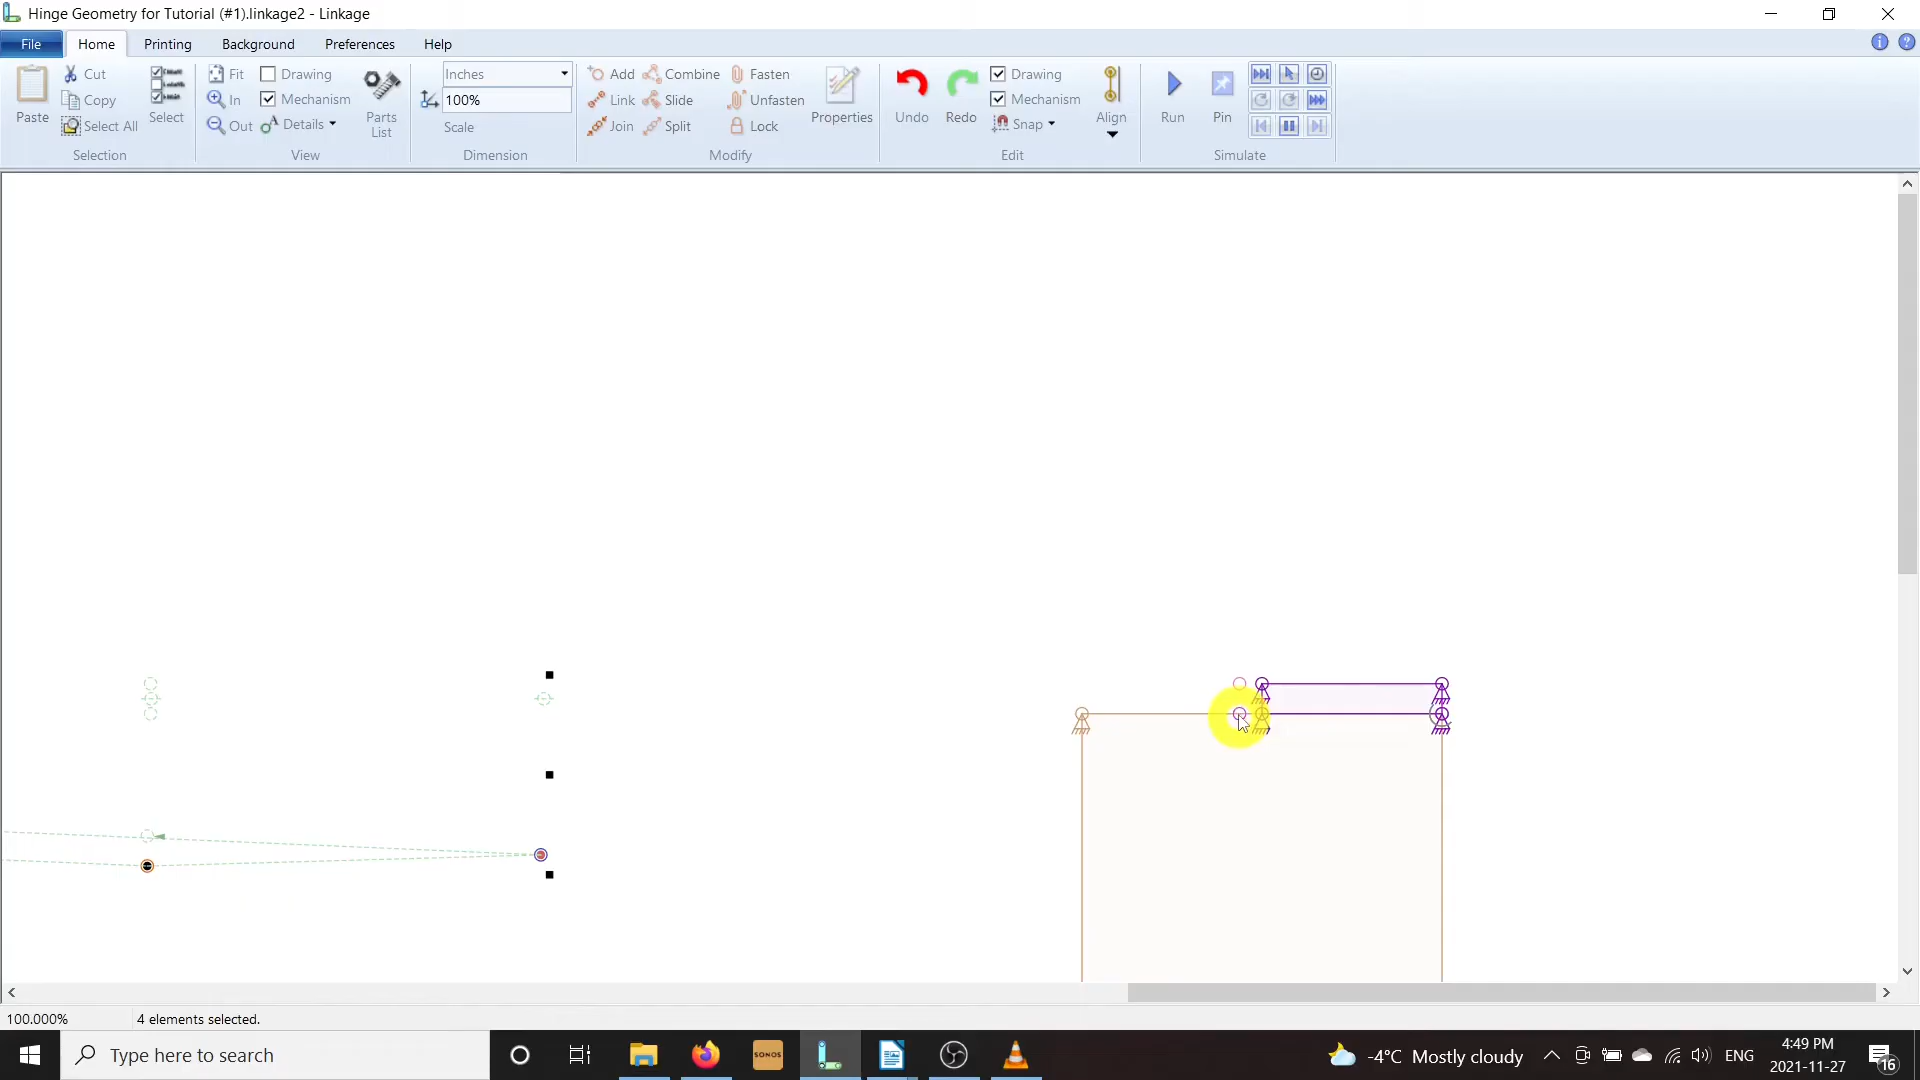 Hinge Geometry for Tutorial (#1).linkage2 - Linkage
File Home Printing Background Preferences Help
Paste
Cut
Copy
Select All
Select
Selection
Fit
In
Out
Drawing
Mechanism
Details
Parts
List
View
Inches
100%
Scale
Dimension
Add
Link
Join
Combine
Slide
Split
Fasten
Unfasten
Lock
Properties
Modify
Undo
Redo
Drawing
Mechanism
Snap
Align
Edit
Run
Pin
Simulate
100.000% 4 elements selected.
Type here to search
SONOS
-4°C Mostly cloudy
ENG
4:49 PM
2021-11-27
16